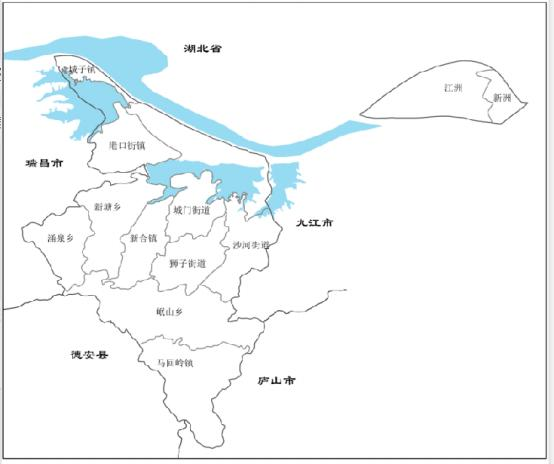 湖北省
城子镇
江洲
新洲
港口街镇
瑞昌市
新塘乡
城门街道
九江市
涌泉乡
新合镇
沙河街道
狮子街道
岷山乡
德安县
马回岭镇
庐山市